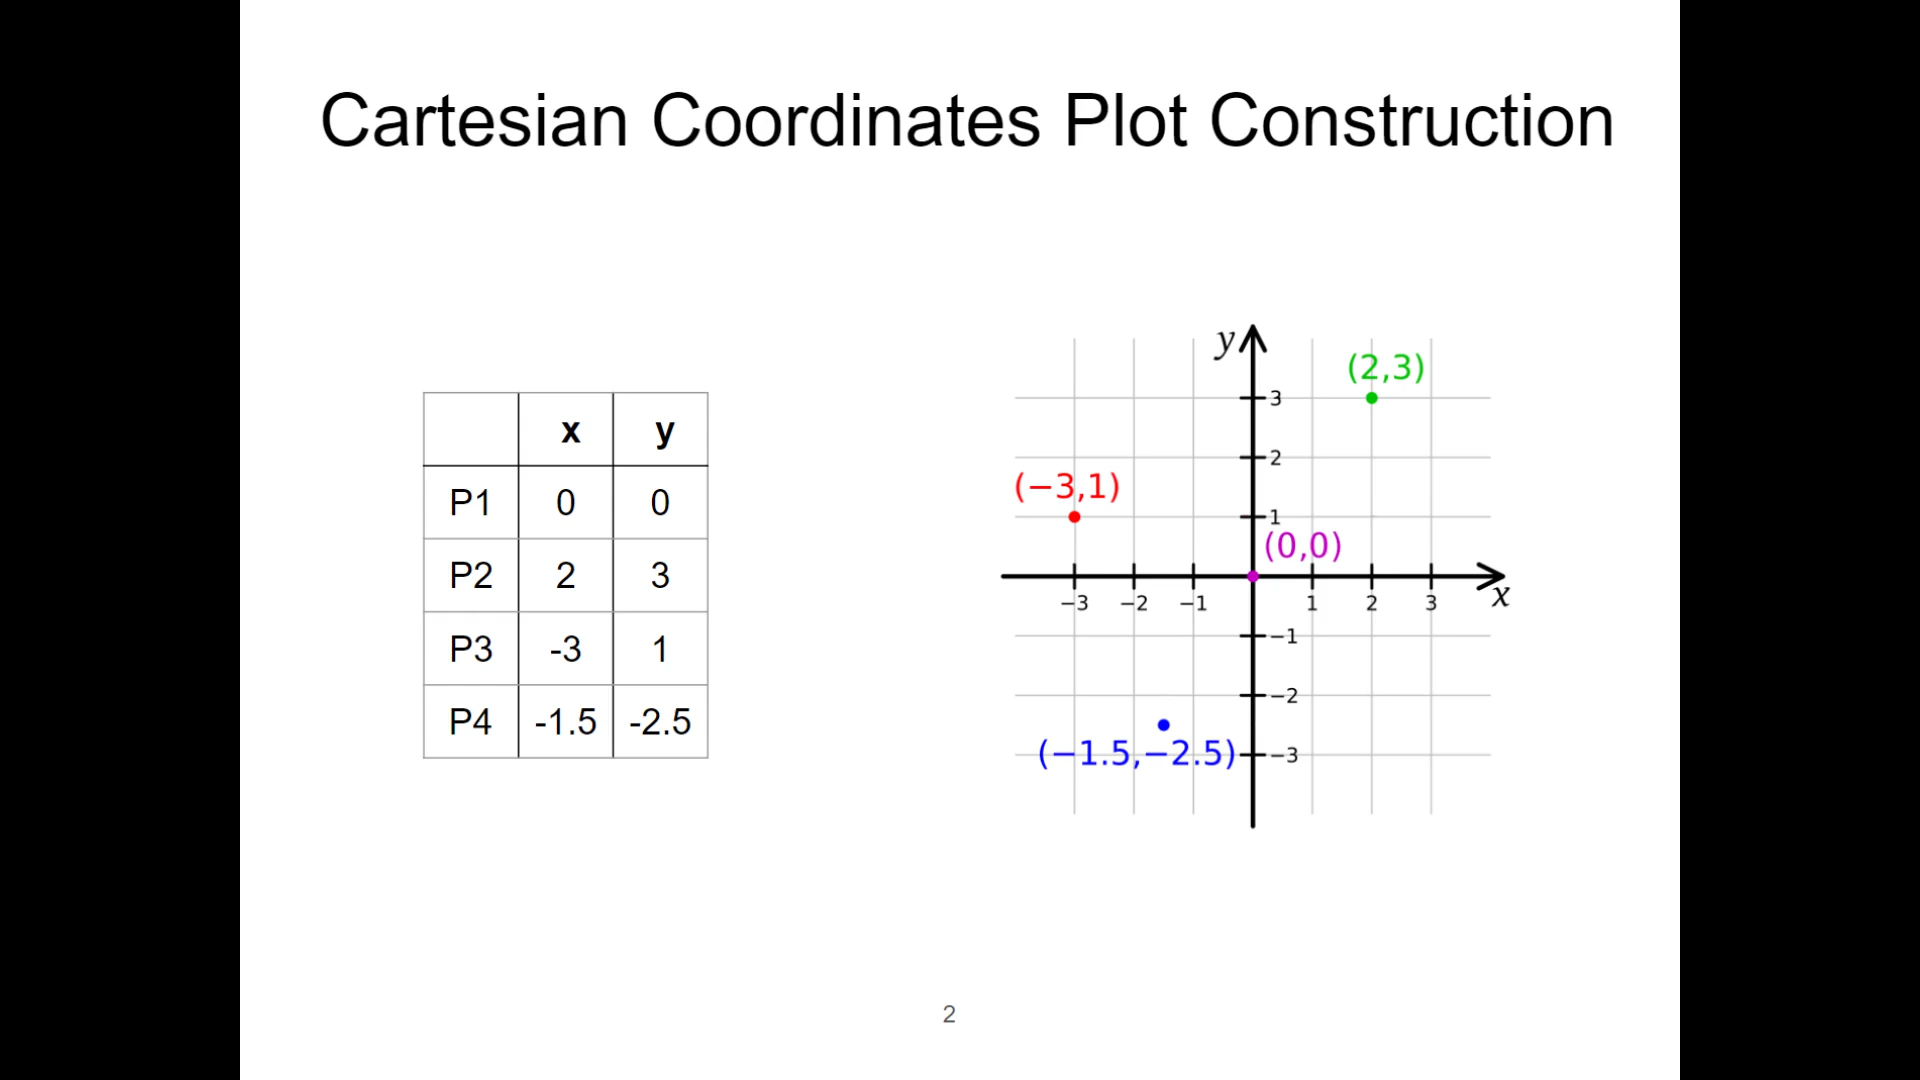 Cartesian Coordinates Plot Construction
x y
P1 0 0
P2 2 3
P3 -3 1
P4 -1.5 -2.5
y
(2,3)
3
2
(−3,1)
1
(0,0)
−3 −2 −1 1 2 3 x
−1
−2
(−1.5,−2.5) −3
2